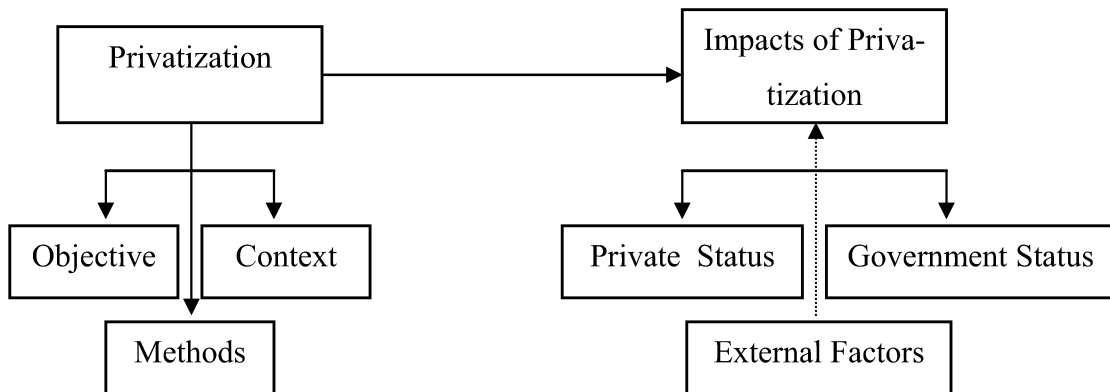 Privatization
Impacts of Priva-
tization
Objective
Context
Private Status
Government Status
Methods
External Factors